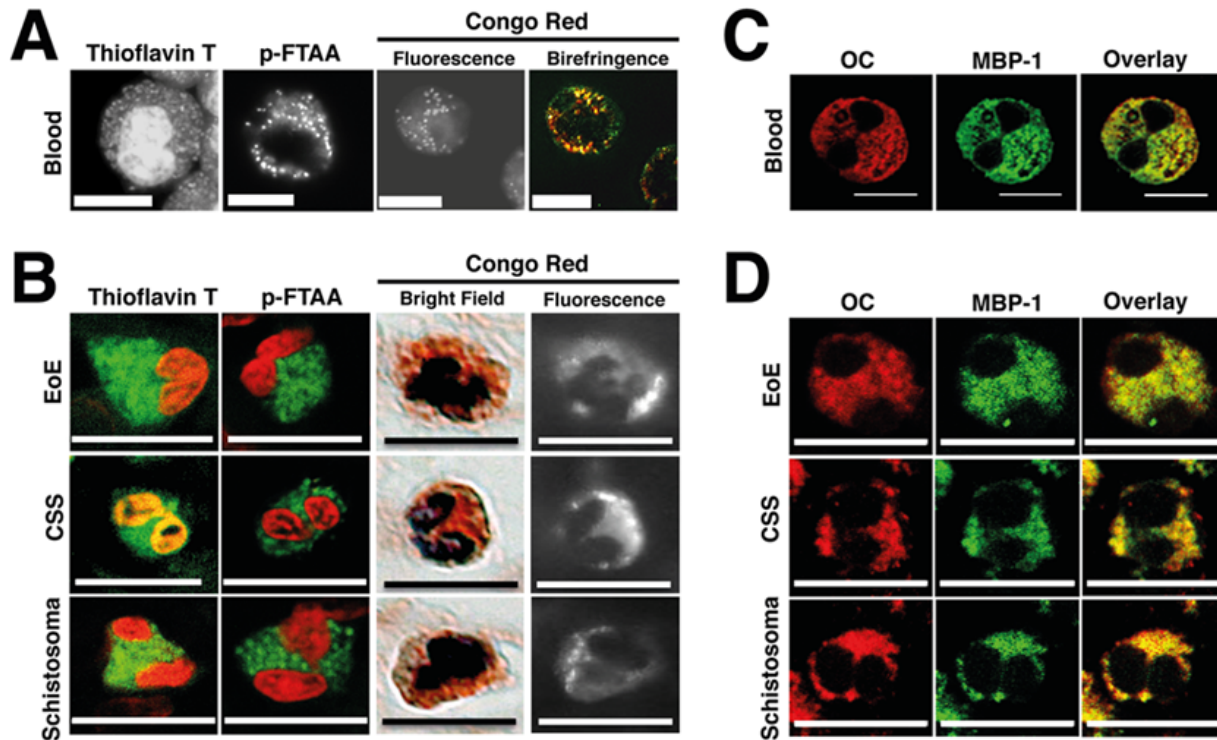 A
Congo Red
Thioflavin T p-FTAA Fluorescence Birefringence
Blood
C
OC MBP-1 Overlay
Blood
B
Congo Red
Thioflavin T p-FTAA Bright Field Fluorescence
EoE
CSS
Schistosoma
D
OC MBP-1 Overlay
EoE
CSS
Schistosoma